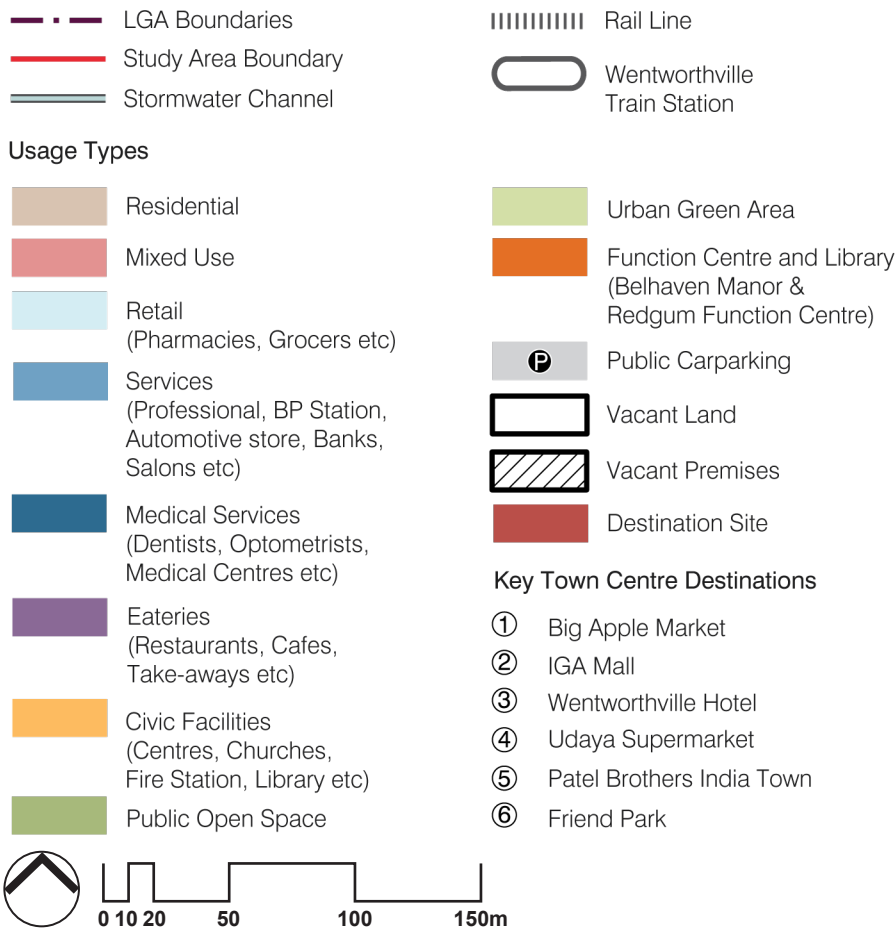 LGA Boundaries
Study Area Boundary
Stormwater Channel
Rail Line
Wentworthville
Train Station
Usage Types
Residential
Mixed Use
Retail
(Pharmacies, Grocers etc)
Services
(Professional, BP Station,
Automotive store, Banks,
Salons etc)
Medical Services
(Dentists, Optometrists,
Medical Centres etc)
Eateries
(Restaurants, Cafes,
Take-aways etc)
Civic Facilities
(Centres, Churches,
Fire Station, Library etc)
Public Open Space
Urban Green Area
Function Centre and Library
(Belhaven Manor &
Redgum Function Centre)
P Public Carparking
Vacant Land
Vacant Premises
Destination Site
Key Town Centre Destinations
1 Big Apple Market
2 IGA Mall
3 Wentworthville Hotel
4 Udaya Supermarket
5 Patel Brothers India Town
6 Friend Park
0 10 20 50 100 150m